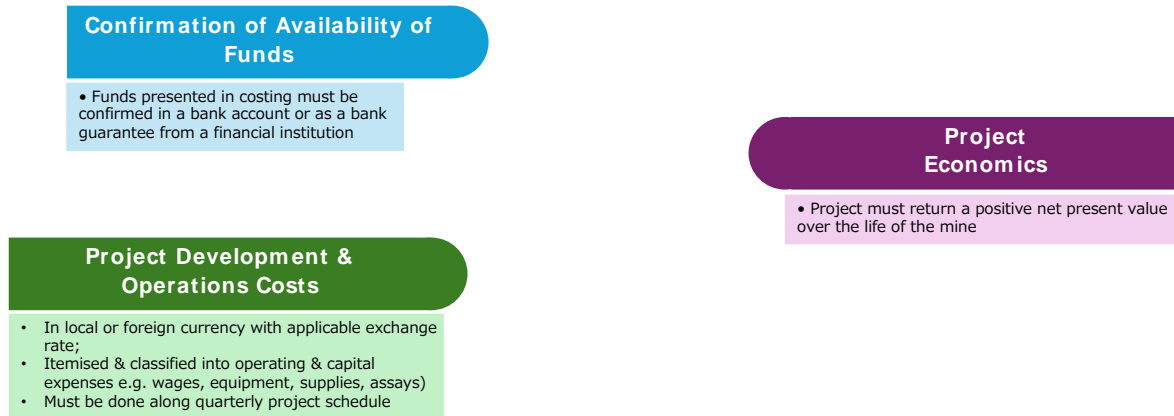 Confirmation of Availability of
Funds
• Funds presented in costing must be
confirmed in a bank account or as a bank
guarantee from a financial institution
Project
Economics
• Project must return a positive net present value
over the life of the mine
Project Development &
Operations Costs
• In local or foreign currency with applicable exchange
rate;
• Itemised & classified into operating & capital
expenses e.g. wages, equipment, supplies, assays)
• Must be done along quarterly project schedule